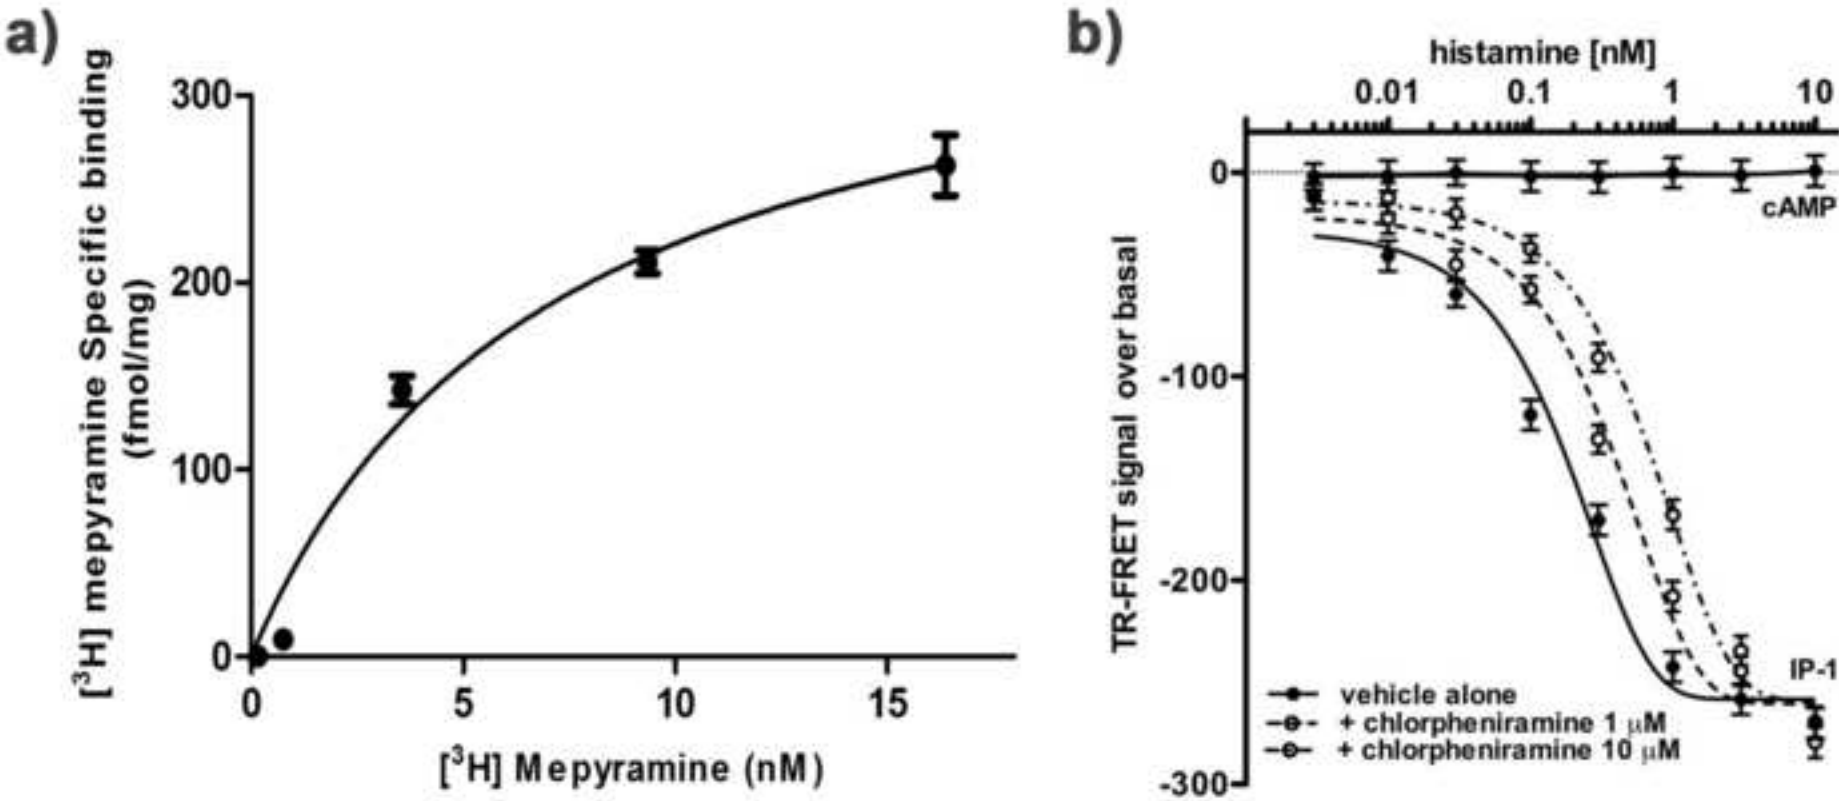 a)
[³H] mepyramine Specific binding
(fmol/mg)
300
200
100
0
0 5 10 15
[³H] Mepyramine (nM)
b)
histamine [nM]
0.01 0.1 1 10
TR-FRET signal over basal
0
-100
-200
-300
cAMP
IP-1
vehicle alone
+ chlorpheniramine 1 μM
+ chlorpheniramine 10 μM